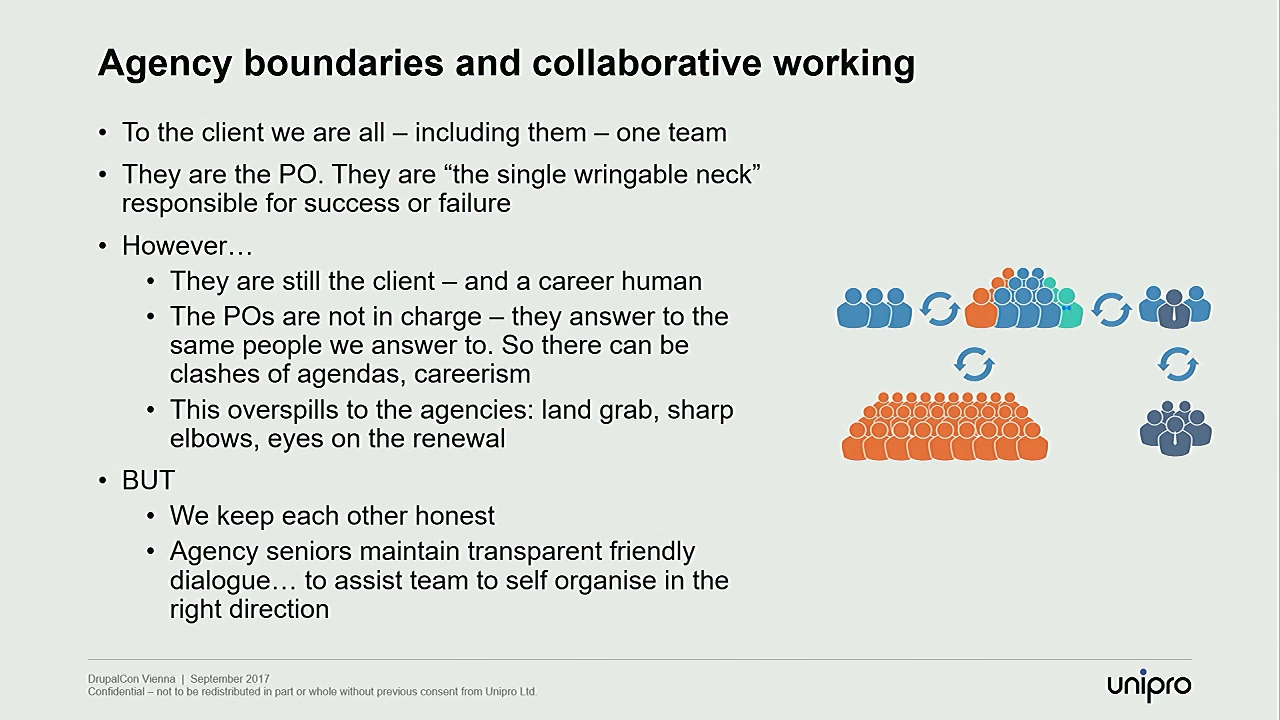 Agency boundaries and collaborative working
• To the client we are all – including them – one team
• They are the PO. They are “the single wringable neck”
responsible for success or failure
• However…
• They are still the client – and a career human
• The POs are not in charge – they answer to the
same people we answer to. So there can be
clashes of agendas, careerism
• This overspills to the agencies: land grab, sharp
elbows, eyes on the renewal
• BUT
• We keep each other honest
• Agency seniors maintain transparent friendly
dialogue… to assist team to self organise in the
right direction
DrupalCon Vienna | September 2017
Confidential – not to be redistributed in part or whole without previous consent from Unipro Ltd.
unipro